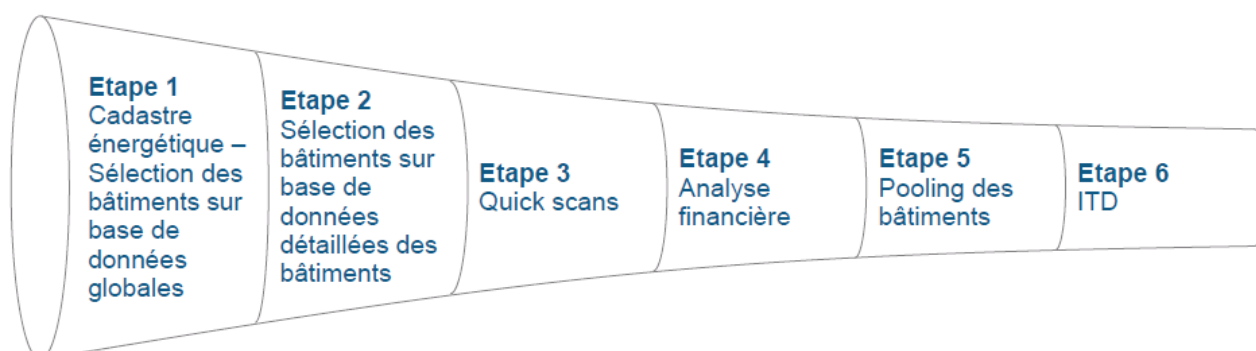 Etape 1
Cadastre
énergétique –
Sélection des
bâtiments sur
base de
données
globales
Etape 2
Sélection des
bâtiments sur
base de
données
détaillées des
bâtiments
Etape 3
Quick scans
Etape 4
Analyse
financière
Etape 5
Pooling des
bâtiments
Etape 6
ITD